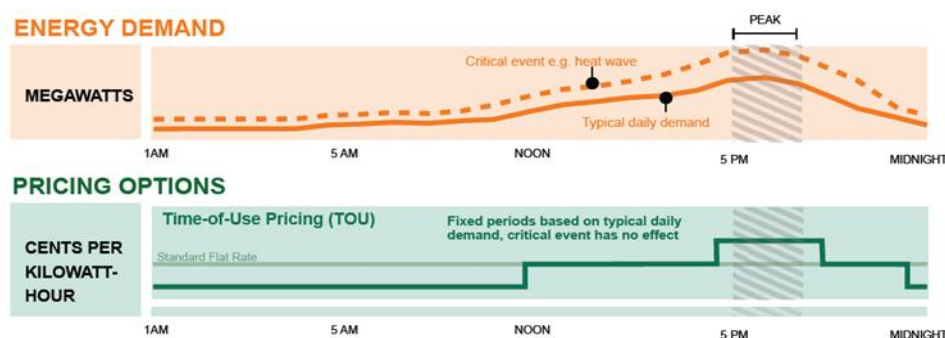 ENERGY DEMAND
PEAK
MEGAWATTS
Critical event e.g. heat wave
Typical daily demand
1AM
5 AM
NOON
5 PM
MIDNIGHT
PRICING OPTIONS
CENTS PER
KILOWATT-
HOUR
Time-of-Use Pricing (TOU)
Fixed periods based on typical daily
demand, critical event has no effect
Standard Flat Rate
1AM
5 AM
NOON
5 PM
MIDNIGHT